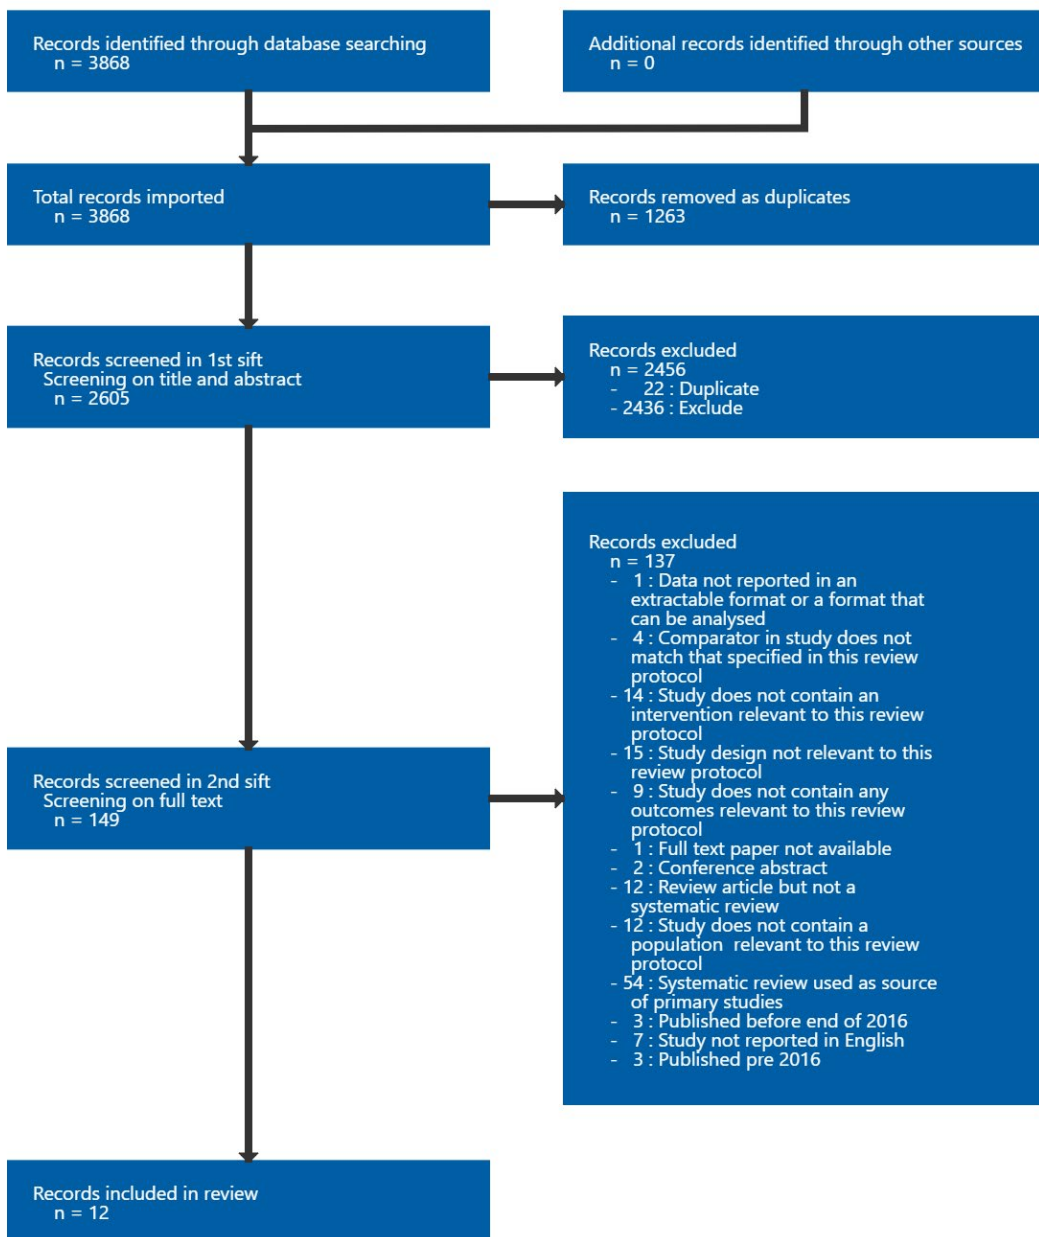 Records identified through database searching
n = 3868
Additional records identified through other sources
n = 0
Total records imported
n = 3868
Records removed as duplicates
n = 1263
Records screened in 1st sift
Screening on title and abstract
n = 2605
Records excluded
n = 2456
- 22 : Duplicate
- 2436 : Exclude
Records screened in 2nd sift
Screening on full text
n = 149
Records excluded
n = 137
- 1 : Data not reported in an
extractable format or a format that
can be analysed
- 4 : Comparator in study does not
match that specified in this review
protocol
- 14 : Study does not contain an
intervention relevant to this review
protocol
- 15 : Study design not relevant to this
review protocol
- 9 : Study does not contain any
outcomes relevant to this review
protocol
- 1 : Full text paper not available
- 2 : Conference abstract
- 12 : Review article but not a
systematic review
- 12 : Study does not contain a
population relevant to this review
protocol
- 54 : Systematic review used as source
of primary studies
- 3 : Published before end of 2016
- 7 : Study not reported in English
- 3 : Published pre 2016
Records included in review
n = 12